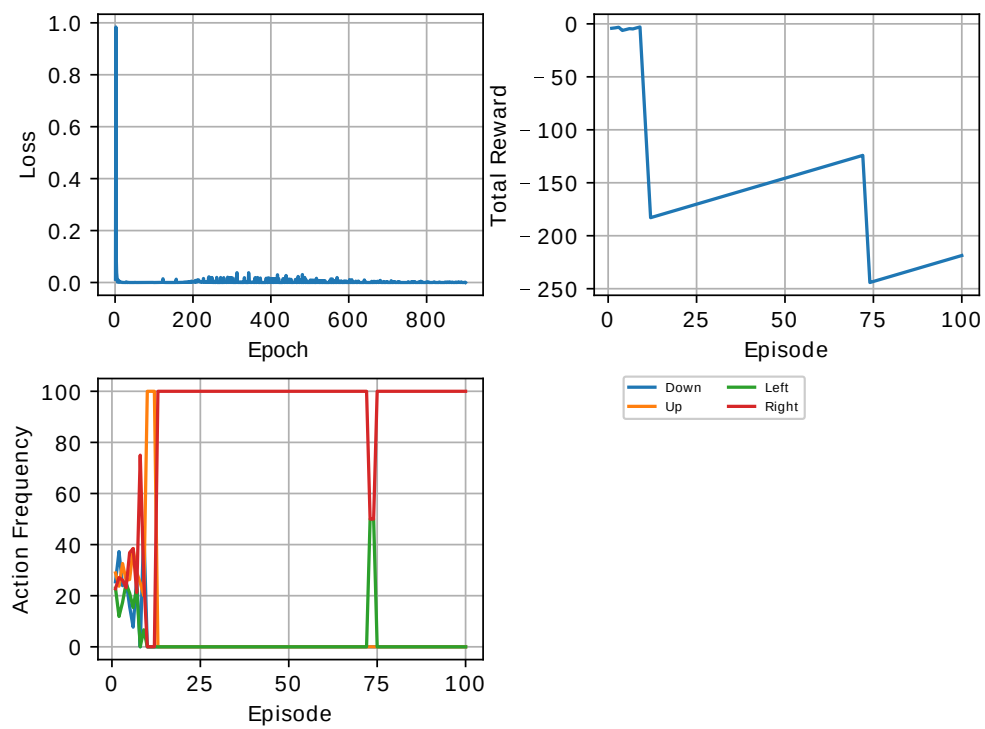 1.0
0.8
0.6
0.4
0.2
0.0
Loss
0 200 400 600 800
Epoch
0
−50
−100
−150
−200
−250
Total Reward
0 25 50 75 100
Episode
100
80
60
40
20
0
Action Frequency
0 25 50 75 100
Episode
Down Left
Up Right